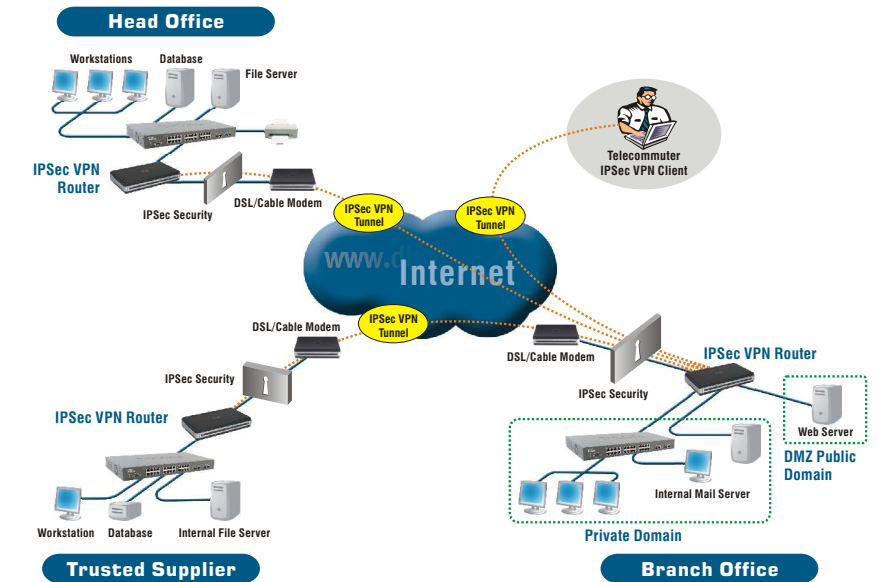 Head Office
Workstations
Database
File Server
IPSec VPN
Router
IPSec Security
DSL/Cable Modem
Telecommuter
IPSec VPN Client
IPSec VPN
Tunnel
IPSec VPN
Tunnel
www.d
Internet
IPSec VPN
Tunnel
DSL/Cable Modem
DSL/Cable Modem
IPSec Security
IPSec VPN Router
IPSec Security
IPSec VPN Router
Web Server
DMZ Public
Domain
Internal Mail Server
Private Domain
Workstation
Database
Internal File Server
Trusted Supplier
Branch Office